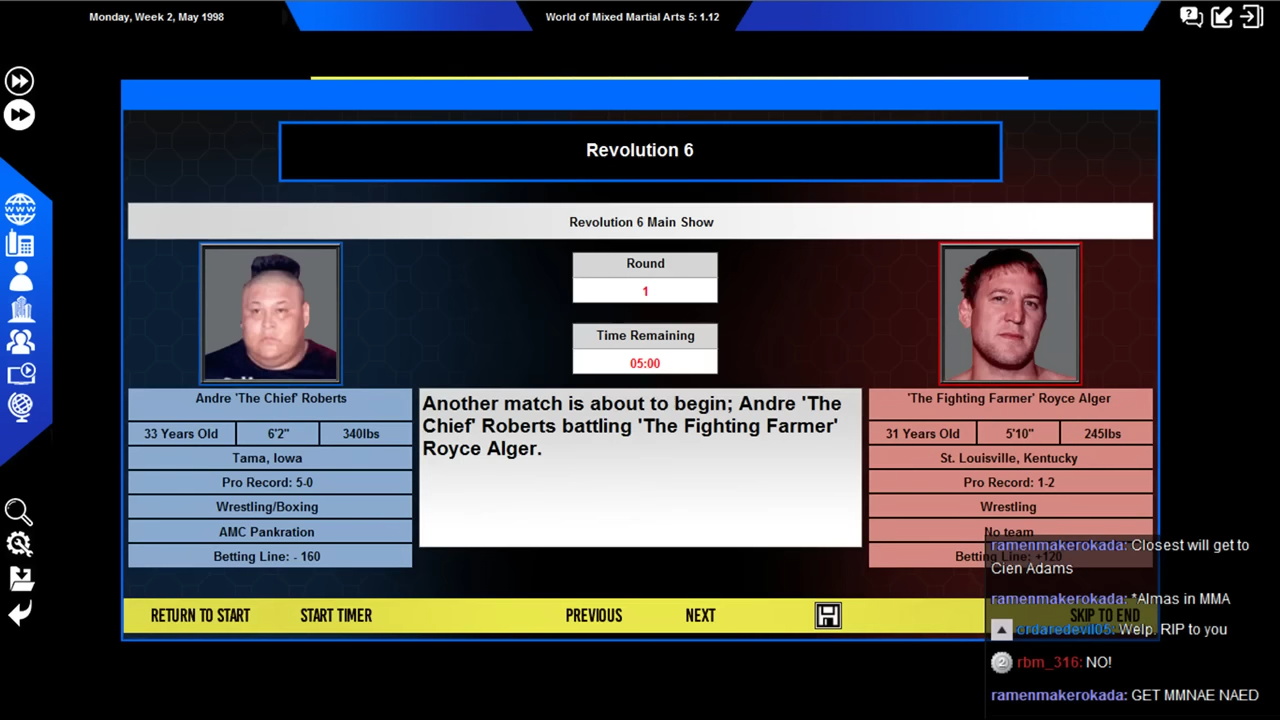 Monday, Week 2, May 1998
World of Mixed Martial Arts 5: 1.12
Revolution 6
Revolution 6 Main Show
Round
1
Time Remaining
05:00
Andre 'The Chief' Roberts
33 Years Old
6'2"
340lbs
Tama, Iowa
Pro Record: 5-0
Wrestling/Boxing
AMC Pankration
Betting Line: - 160
Another match is about to begin; Andre 'The
Chief' Roberts battling 'The Fighting Farmer'
Royce Alger.
'The Fighting Farmer' Royce Alger
31 Years Old
5'10"
245lbs
St. Louisville, Kentucky
Pro Record: 1-2
Wrestling
No team
Betting Line: +120
RETURN TO START
START TIMER
PREVIOUS
NEXT
SKIP TO END
ramenmakerokada: Closest will get to
Cien Adams
ramenmakerokada: *Almas in MMA
crdaredevil05: Welp. RIP to you
2 rbm_316: NO!
ramenmakerokada: GET MMNAE NAED
WWW